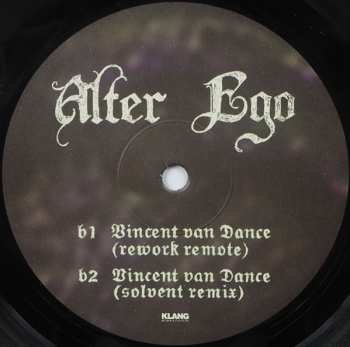 Alter Ego
b1 Vincent van Dance
(rework remote)
b2 Vincent van Dance
(solvent remix)
KLANG